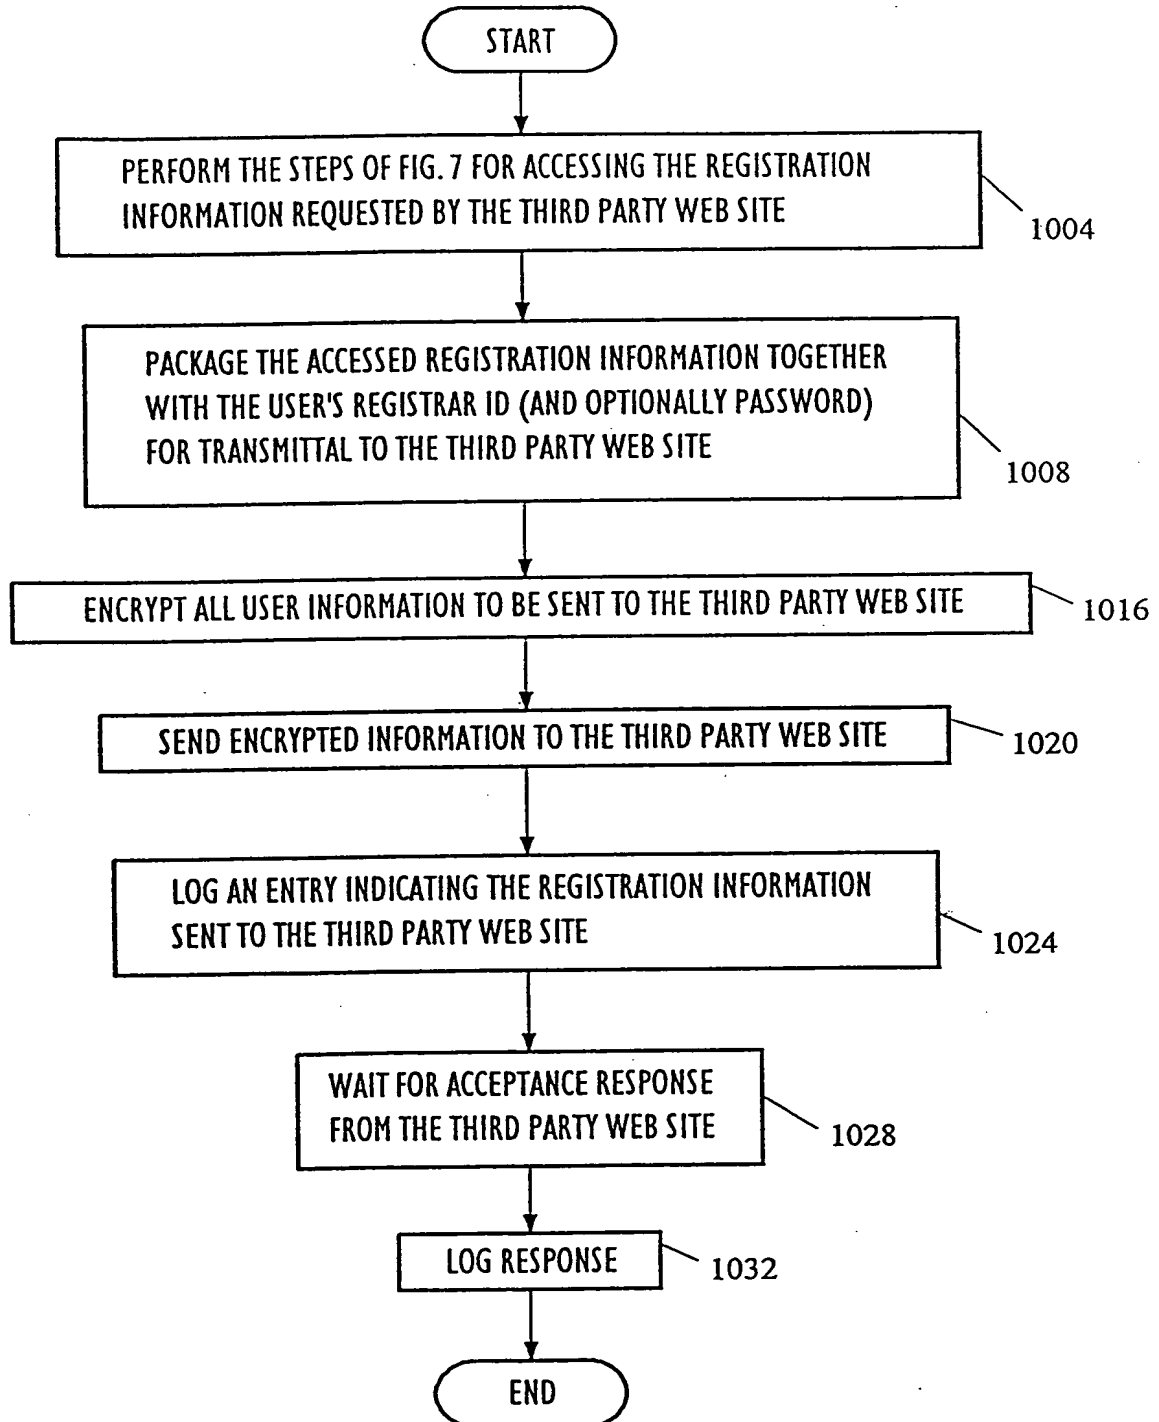 START
PERFORM THE STEPS OF FIG. 7 FOR ACCESSING THE REGISTRATION
INFORMATION REQUESTED BY THE THIRD PARTY WEB SITE
1004
PACKAGE THE ACCESSED REGISTRATION INFORMATION TOGETHER
WITH THE USER'S REGISTRAR ID (AND OPTIONALLY PASSWORD)
FOR TRANSMITTAL TO THE THIRD PARTY WEB SITE
1008
ENCRYPT ALL USER INFORMATION TO BE SENT TO THE THIRD PARTY WEB SITE
1016
SEND ENCRYPTED INFORMATION TO THE THIRD PARTY WEB SITE
1020
LOG AN ENTRY INDICATING THE REGISTRATION INFORMATION
SENT TO THE THIRD PARTY WEB SITE
1024
WAIT FOR ACCEPTANCE RESPONSE
FROM THE THIRD PARTY WEB SITE
1028
LOG RESPONSE
1032
END